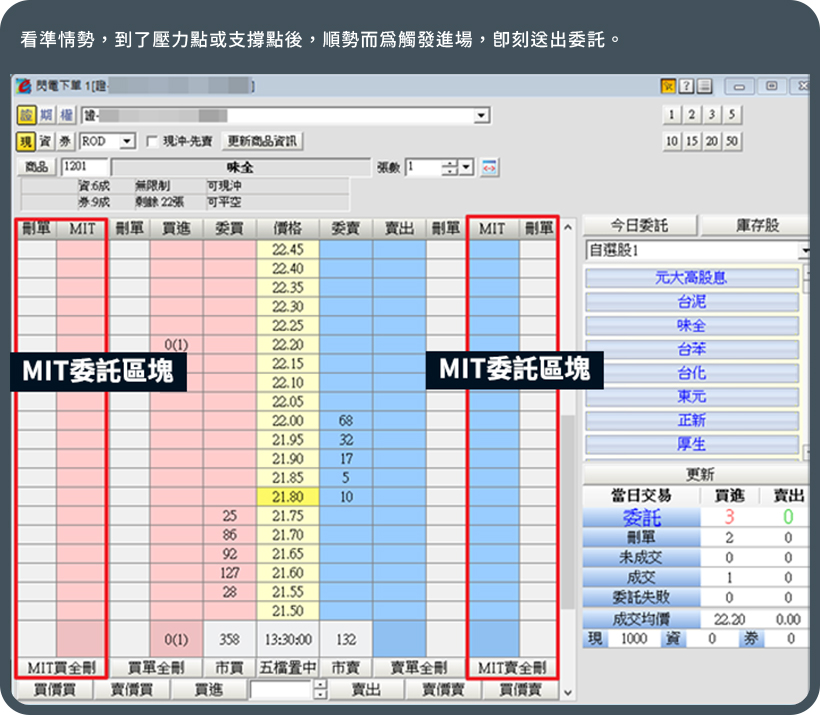 看準情勢，到了壓力點或支撐點後，順勢而為觸發進場，即刻送出委託。
閃電下單 1[證-
證 期 權 證-
1 2 3 5
現 資 券 ROD 現沖-先賣 更新商品資訊
10 15 20 50
商品 1201 味全 張數 1
資:6成 無限制 可現沖
券:9成 剩餘 22張 可平空
刪單 MIT 刪單 買進 委買 價格 委賣 賣出 刪單 MIT 刪單
22.45
22.40
22.35
22.30
22.25
0(1) 22.20
22.15
22.10
22.05
22.00 68
21.95 32
21.90 17
21.85 5
21.80 10
25 21.75
86 21.70
92 21.65
127 21.60
28 21.55
21.50
0(1) 358 13:30:00 132
MIT買全刪 買單全刪 市買 五檔置中 市賣 賣單全刪 MIT賣全刪
買價買 賣價買 買進 賣出 賣價賣 買價賣
MIT委託區塊
MIT委託區塊
今日委託 庫存股
自選股1
元大高股息
台泥
味全
台苯
台化
東元
正新
厚生
更新
當日交易 買進 賣出
委託 3 0
刪單 2 0
未成交 0 0
成交 1 0
委託失敗 0 0
成交均價 22.20 0.00
現 1000 資 0 券 0